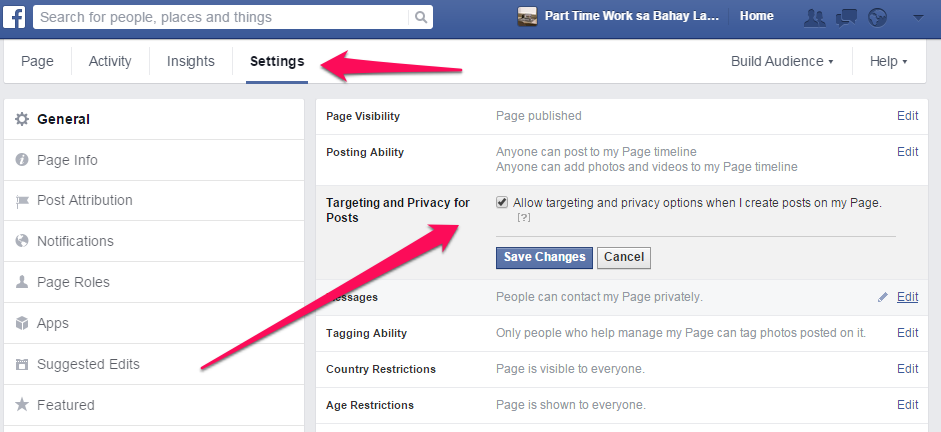 f Search for people, places and things Part Time Work sa Bahay La... Home
Page Activity Insights Settings Build Audience Help
General
Page Info
Post Attribution
Notifications
Page Roles
Apps
Suggested Edits
Featured
Page Visibility Page published Edit
Posting Ability Anyone can post to my Page timeline Edit
Anyone can add photos and videos to my Page timeline
Targeting and Privacy for Allow targeting and privacy options when I create posts on my Page.
Posts [?]
Save Changes Cancel
Messages People can contact my Page privately. Edit
Tagging Ability Only people who help manage my Page can tag photos posted on it. Edit
Country Restrictions Page is visible to everyone. Edit
Age Restrictions Page is shown to everyone. Edit